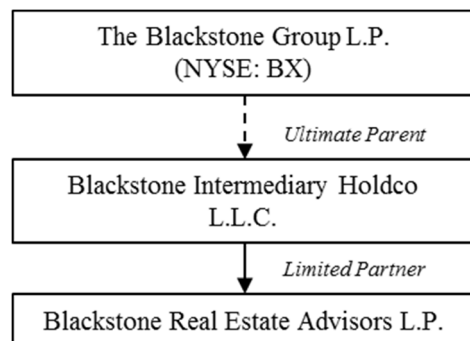 The Blackstone Group L.P.
(NYSE: BX)
Ultimate Parent
Blackstone Intermediary Holdco
L.L.C.
Limited Partner
Blackstone Real Estate Advisors L.P.